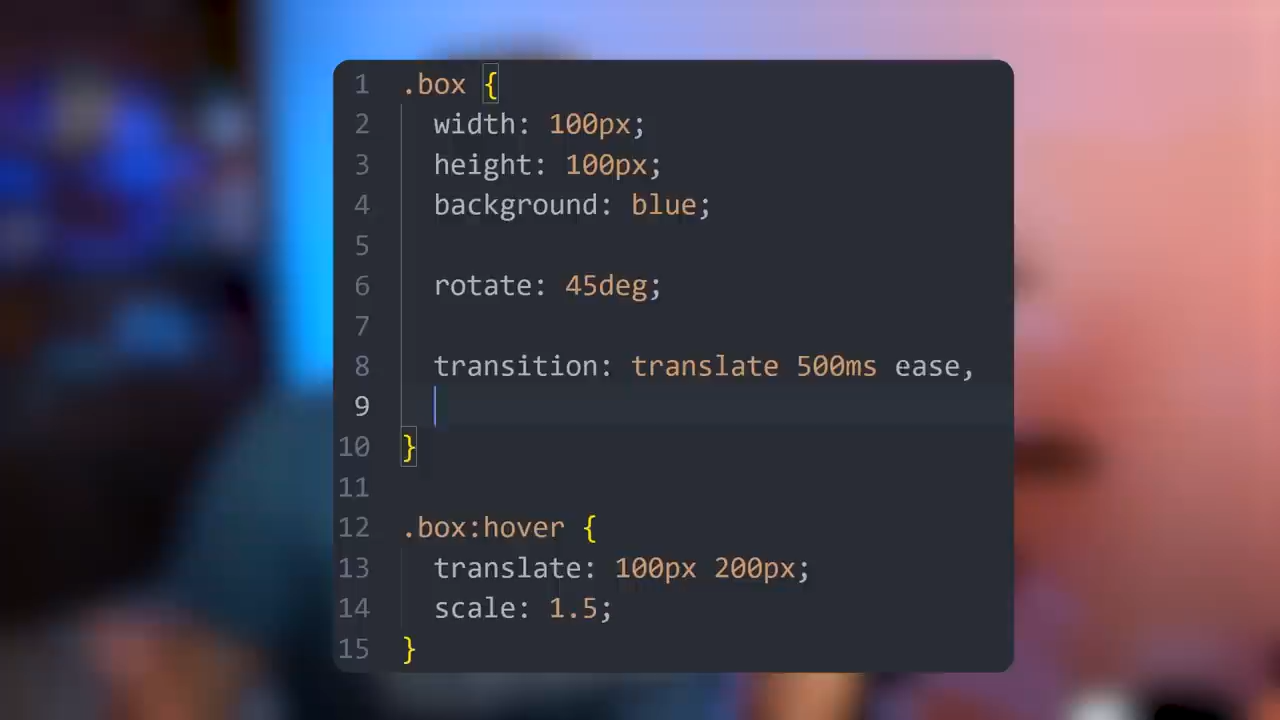 1 .box {
2 width: 100px;
3 height: 100px;
4 background: blue;
5
6 rotate: 45deg;
7
8 transition: translate 500ms ease,
9
10 }
11
12 .box:hover {
13 translate: 100px 200px;
14 scale: 1.5;
15 }